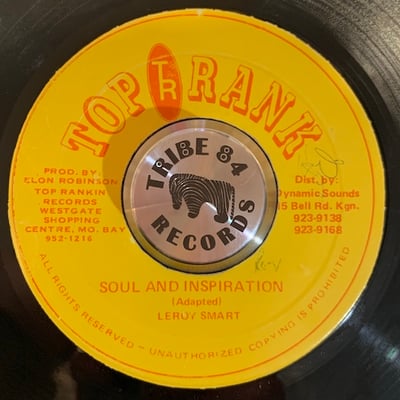 TOP RANK
TR
TRIBE 84
RECORDS
PROD. BY:
ELON ROBINSON
TOP RANKIN
RECORDS
WESTGATE
SHOPPING
CENTRE, MO. BAY
952-1216
Dist. by:
Dynamic Sounds
15 Bell Rd. Kgn.
923-9138
923-9168
SOUL AND INSPIRATION
(Adapted)
LEROY SMART
ALL RIGHTS RESERVED - UNAUTHORIZED COPYING IS PROHIBITED